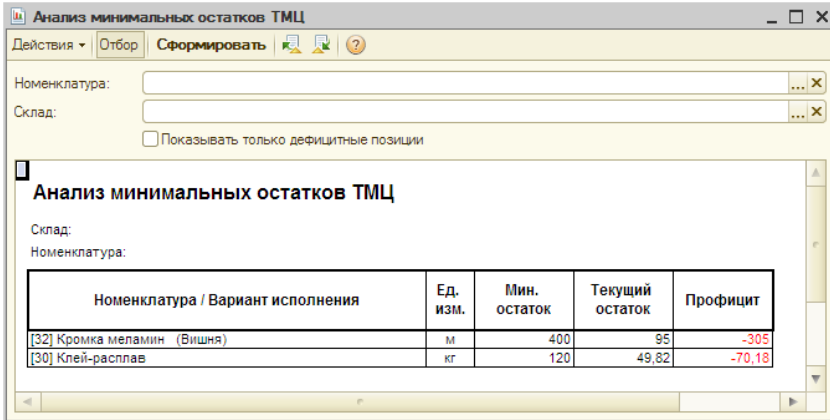 Анализ минимальных остатков ТМЦ
Действия Отбор Сформировать ?
Номенклатура: ...
Склад: ...
Показывать только дефицитные позиции
Анализ минимальных остатков ТМЦ
Склад:
Номенклатура:
Номенклатура / Вариант исполнения Ед. изм. Мин. остаток Текущий остаток Профицит
[32] Кромка меламин (Вишня) м 400 95 -305
[30] Клей-расплав кг 120 49,82 -70,18